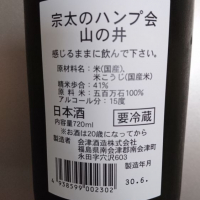 宗太のハンプ会
山の井
感じるままに飲んで下さい。
原材料名：米(国産)、
米こうじ(国産米)
精米歩合：41％
原料米：五百万石100％
アルコール分：15度
日本酒
内容量720ml
要冷蔵
※お酒は20歳になってから
製造者 会津酒造株式会社
福島県南会津郡南会津町
永田字穴沢603
製造年月
30.6.
4958599002302